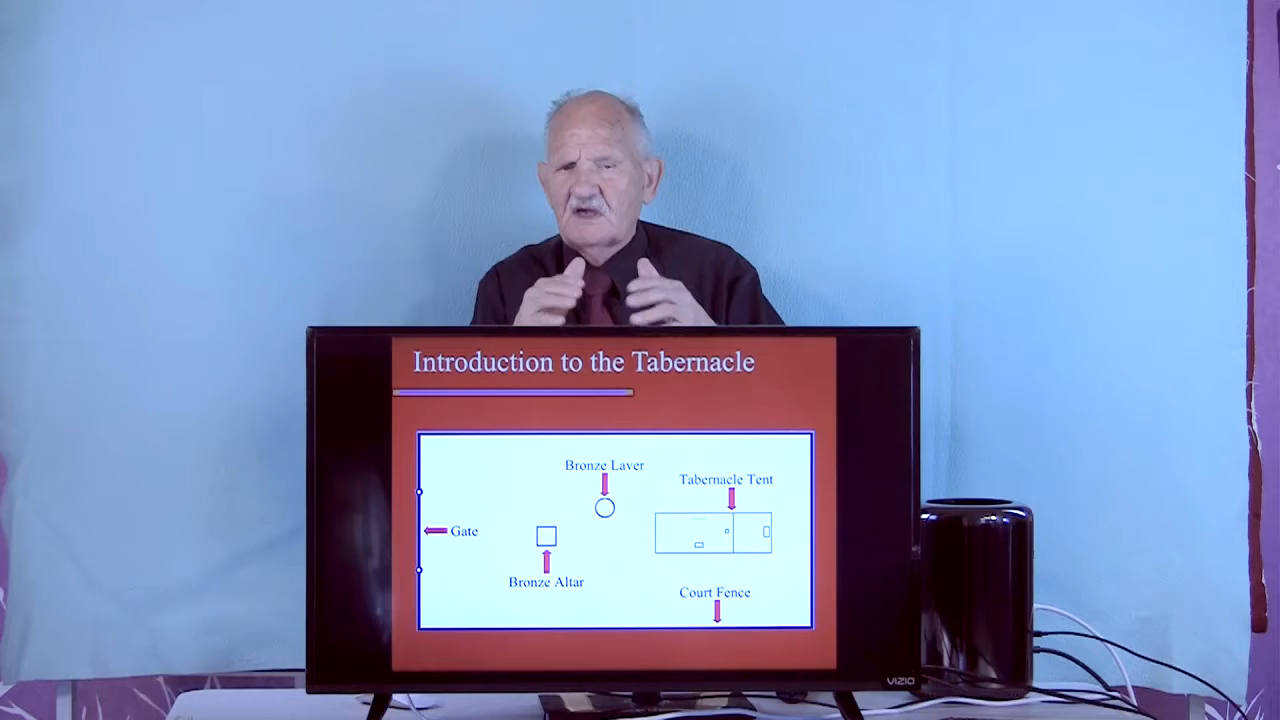 Introduction to the Tabernacle
Bronze Laver
Tabernacle Tent
Gate
Bronze Altar
Court Fence
VIZIO